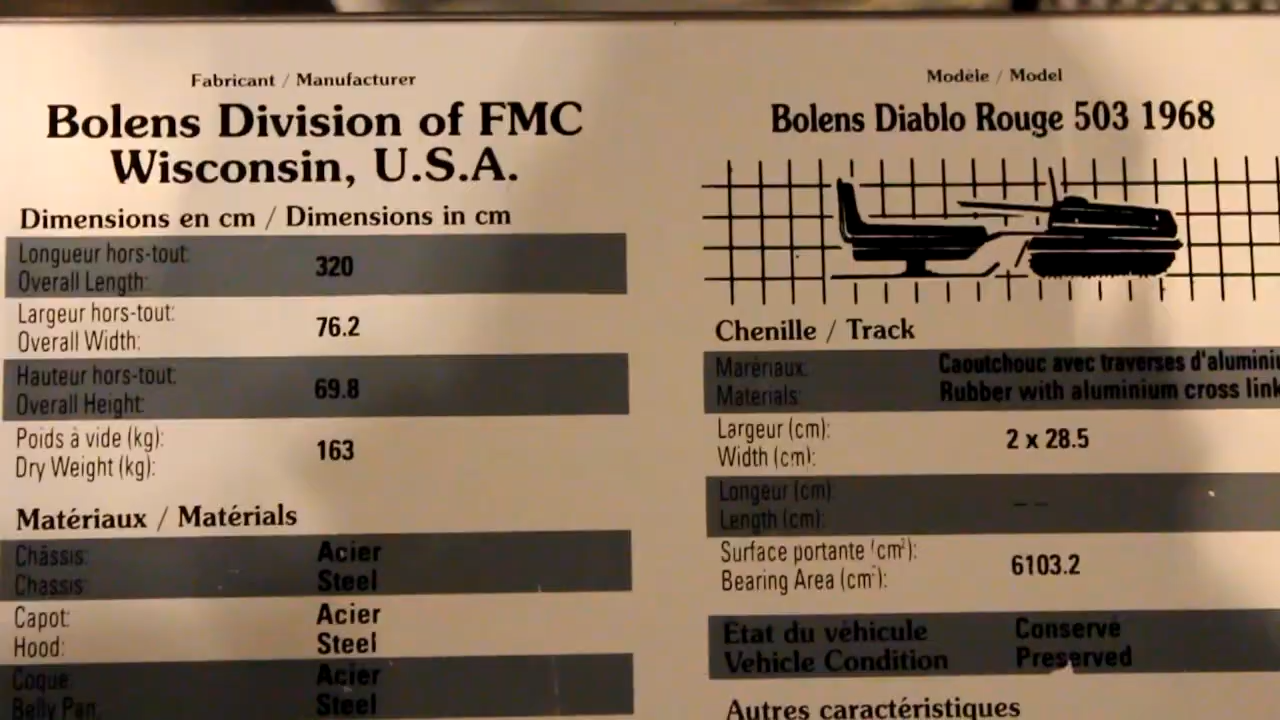 Fabricant / Manufacturer
Bolens Division of FMC
Wisconsin, U.S.A.
Dimensions en cm / Dimensions in cm
Longueur hors-tout: 320
Overall Length:
Largeur hors-tout: 76.2
Overall Width:
Hauteur hors-tout: 69.8
Overall Height:
Poids à vide (kg): 163
Dry Weight (kg):
Matériaux / Matérials
Châssis: Acier
Chassis: Steel
Capot: Acier
Hood: Steel
Coque: Acier
Belly Pan: Steel
Modèle / Model
Bolens Diablo Rouge 503 1968
Chenille / Track
Marériaux: Caoutchouc avec traverses d'alumini
Materials: Rubber with aluminium cross link
Largeur (cm): 2 x 28.5
Width (cm):
Longeur (cm): – –
Length (cm):
Surface portante (cm²): 6103.2
Bearing Area (cm²):
Etat du véhicule Conservé
Vehicle Condition Preserved
Autres caractéristiques